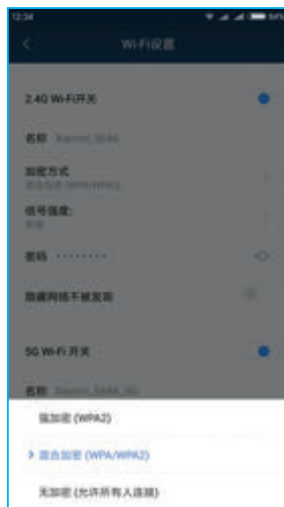 12:34
Wi-Fi设置
2.4G Wi-Fi开关
名称 Xiaomi_5644
加密方式
混合加密 (WPA/WPA2)
信号强度:
密码 ········
隐藏网络不被发现
5G Wi-Fi 开关
名称 Xiaomi_5644_5G
强加密 (WPA2)
混合加密 (WPA/WPA2)
无加密 (允许所有人连接)